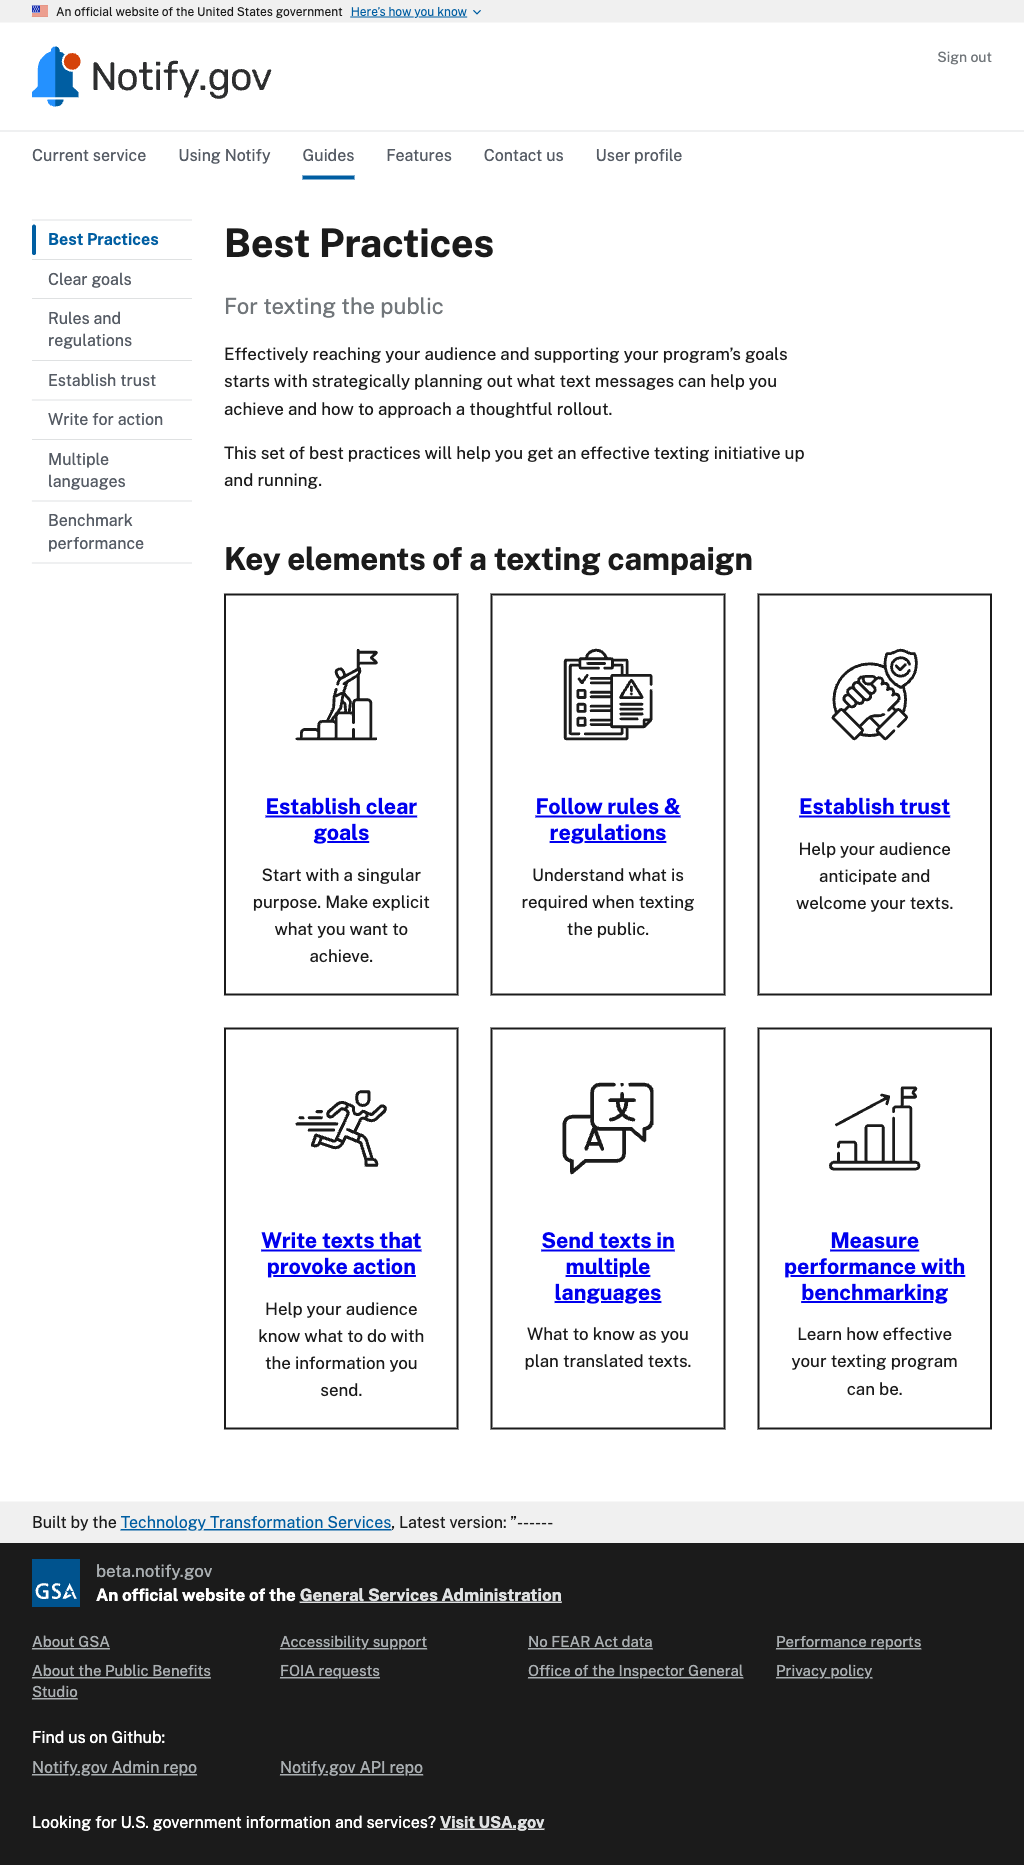 An official website of the United States government Here's how you know
Notify.gov
Sign out
Current service Using Notify Guides Features Contact us User profile
Best Practices
Clear goals
Rules and
regulations
Establish trust
Write for action
Multiple
languages
Benchmark
performance
Best Practices
For texting the public
Effectively reaching your audience and supporting your program's goals
starts with strategically planning out what text messages can help you
achieve and how to approach a thoughtful rollout.
This set of best practices will help you get an effective texting initiative up
and running.
Key elements of a texting campaign
Establish clear
goals
Start with a singular
purpose. Make explicit
what you want to
achieve.
Follow rules &
regulations
Understand what is
required when texting
the public.
Establish trust
Help your audience
anticipate and
welcome your texts.
Write texts that
provoke action
Help your audience
know what to do with
the information you
send.
文
A
Send texts in
multiple
languages
What to know as you
plan translated texts.
Measure
performance with
benchmarking
Learn how effective
your texting program
can be.
Built by the Technology Transformation Services, Latest version: "------
GSA
beta.notify.gov
An official website of the General Services Administration
About GSA
About the Public Benefits
Studio
Accessibility support
FOIA requests
No FEAR Act data
Office of the Inspector General
Performance reports
Privacy policy
Find us on Github:
Notify.gov Admin repo Notify.gov API repo
Looking for U.S. government information and services? Visit USA.gov